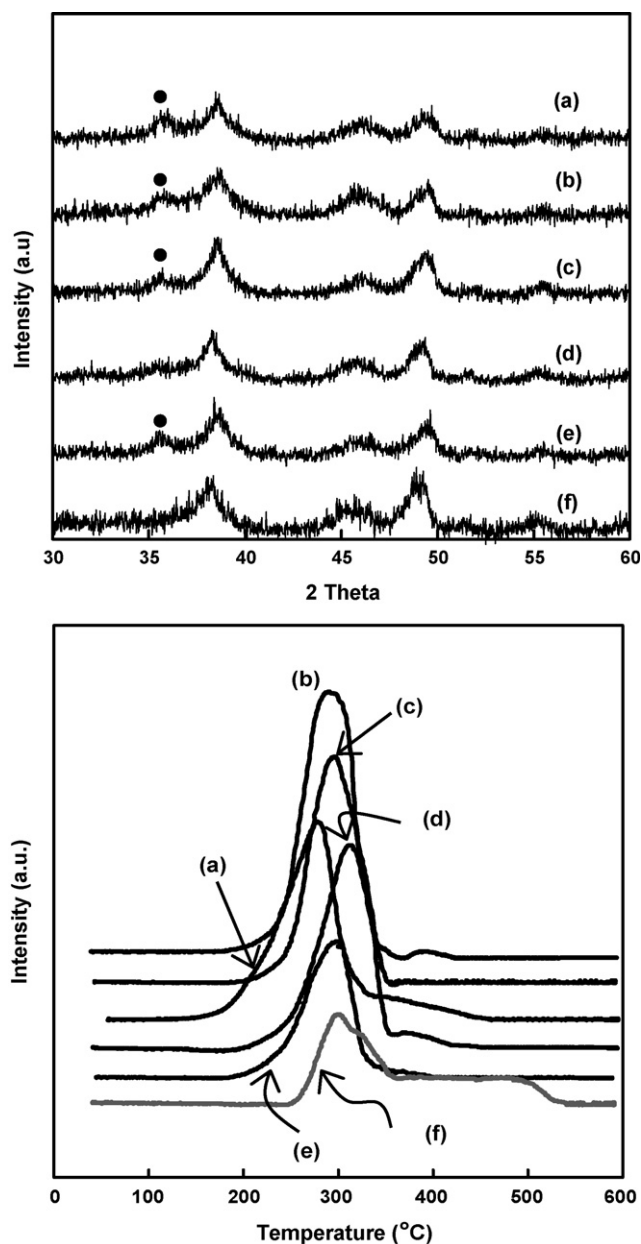 (a)
(b)
(c)
(d)
(e)
(f)
Intensity (a.u)
30 35 40 45 50 55 60
2 Theta
(b)
(c)
(d)
(a)
(e)
(f)
Intensity (a.u.)
0 100 200 300 400 500 600
Temperature (°C)